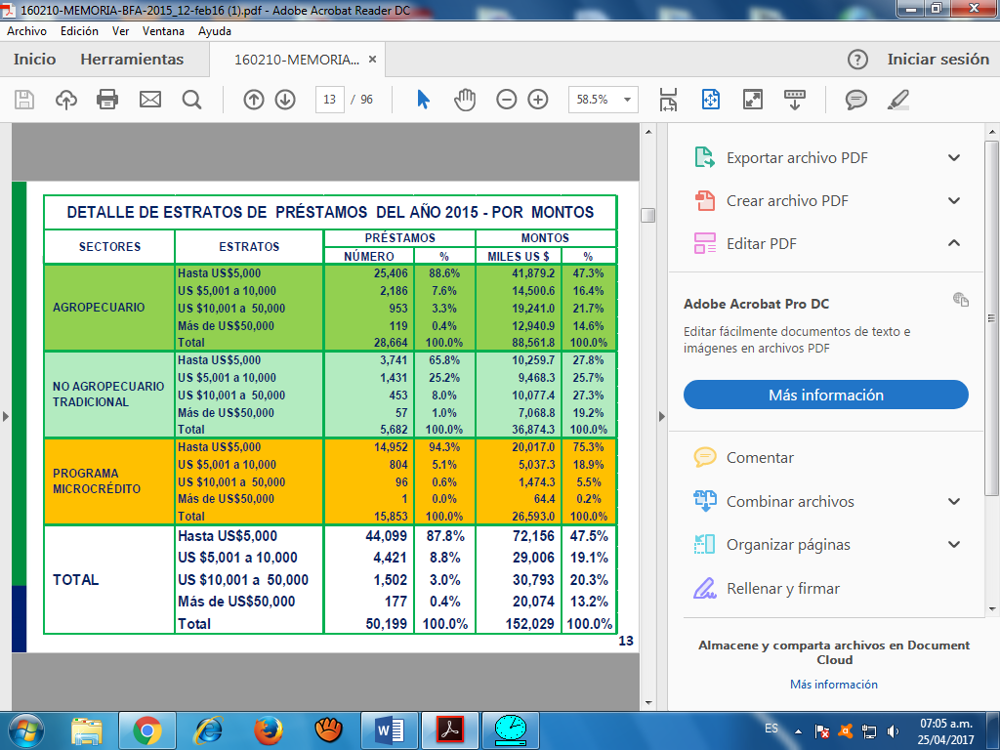 160210-MEMORIA-BFA-2015_12-feb16 (1).pdf - Adobe Acrobat Reader DC
Archivo Edición Ver Ventana Ayuda
Inicio Herramientas 160210-MEMORIA... × ? Iniciar sesión
13 / 96 58.5%
DETALLE DE ESTRATOS DE PRÉSTAMOS DEL AÑO 2015 - POR MONTOS
SECTORES ESTRATOS PRÉSTAMOS MONTOS
NÚMERO % MILES US $ %
AGROPECUARIO
Hasta US$5,000 25,406 88.6% 41,879.2 47.3%
US $5,001 a 10,000 2,186 7.6% 14,500.6 16.4%
US $10,001 a 50,000 953 3.3% 19,241.0 21.7%
Más de US$50,000 119 0.4% 12,940.9 14.6%
Total 28,664 100.0% 88,561.8 100.0%
NO AGROPECUARIO
TRADICIONAL
Hasta US$5,000 3,741 65.8% 10,259.7 27.8%
US $5,001 a 10,000 1,431 25.2% 9,468.3 25.7%
US $10,001 a 50,000 453 8.0% 10,077.4 27.3%
Más de US$50,000 57 1.0% 7,068.8 19.2%
Total 5,682 100.0% 36,874.3 100.0%
PROGRAMA
MICROCRÉDITO
Hasta US$5,000 14,952 94.3% 20,017.0 75.3%
US $5,001 a 10,000 804 5.1% 5,037.3 18.9%
US $10,001 a 50,000 96 0.6% 1,474.3 5.5%
Más de US$50,000 1 0.0% 64.4 0.2%
Total 15,853 100.0% 26,593.0 100.0%
TOTAL
Hasta US$5,000 44,099 87.8% 72,156 47.5%
US $5,001 a 10,000 4,421 8.8% 29,006 19.1%
US $10,001 a 50,000 1,502 3.0% 30,793 20.3%
Más de US$50,000 177 0.4% 20,074 13.2%
Total 50,199 100.0% 152,029 100.0%
13
Exportar archivo PDF
Crear archivo PDF
Editar PDF
Adobe Acrobat Pro DC
Editar fácilmente documentos de texto e
imágenes en archivos PDF
Más información
Comentar
Combinar archivos
Organizar páginas
Rellenar y firmar
Almacene y comparta archivos en Document
Cloud
Más información
ES
07:05 a.m.
25/04/2017